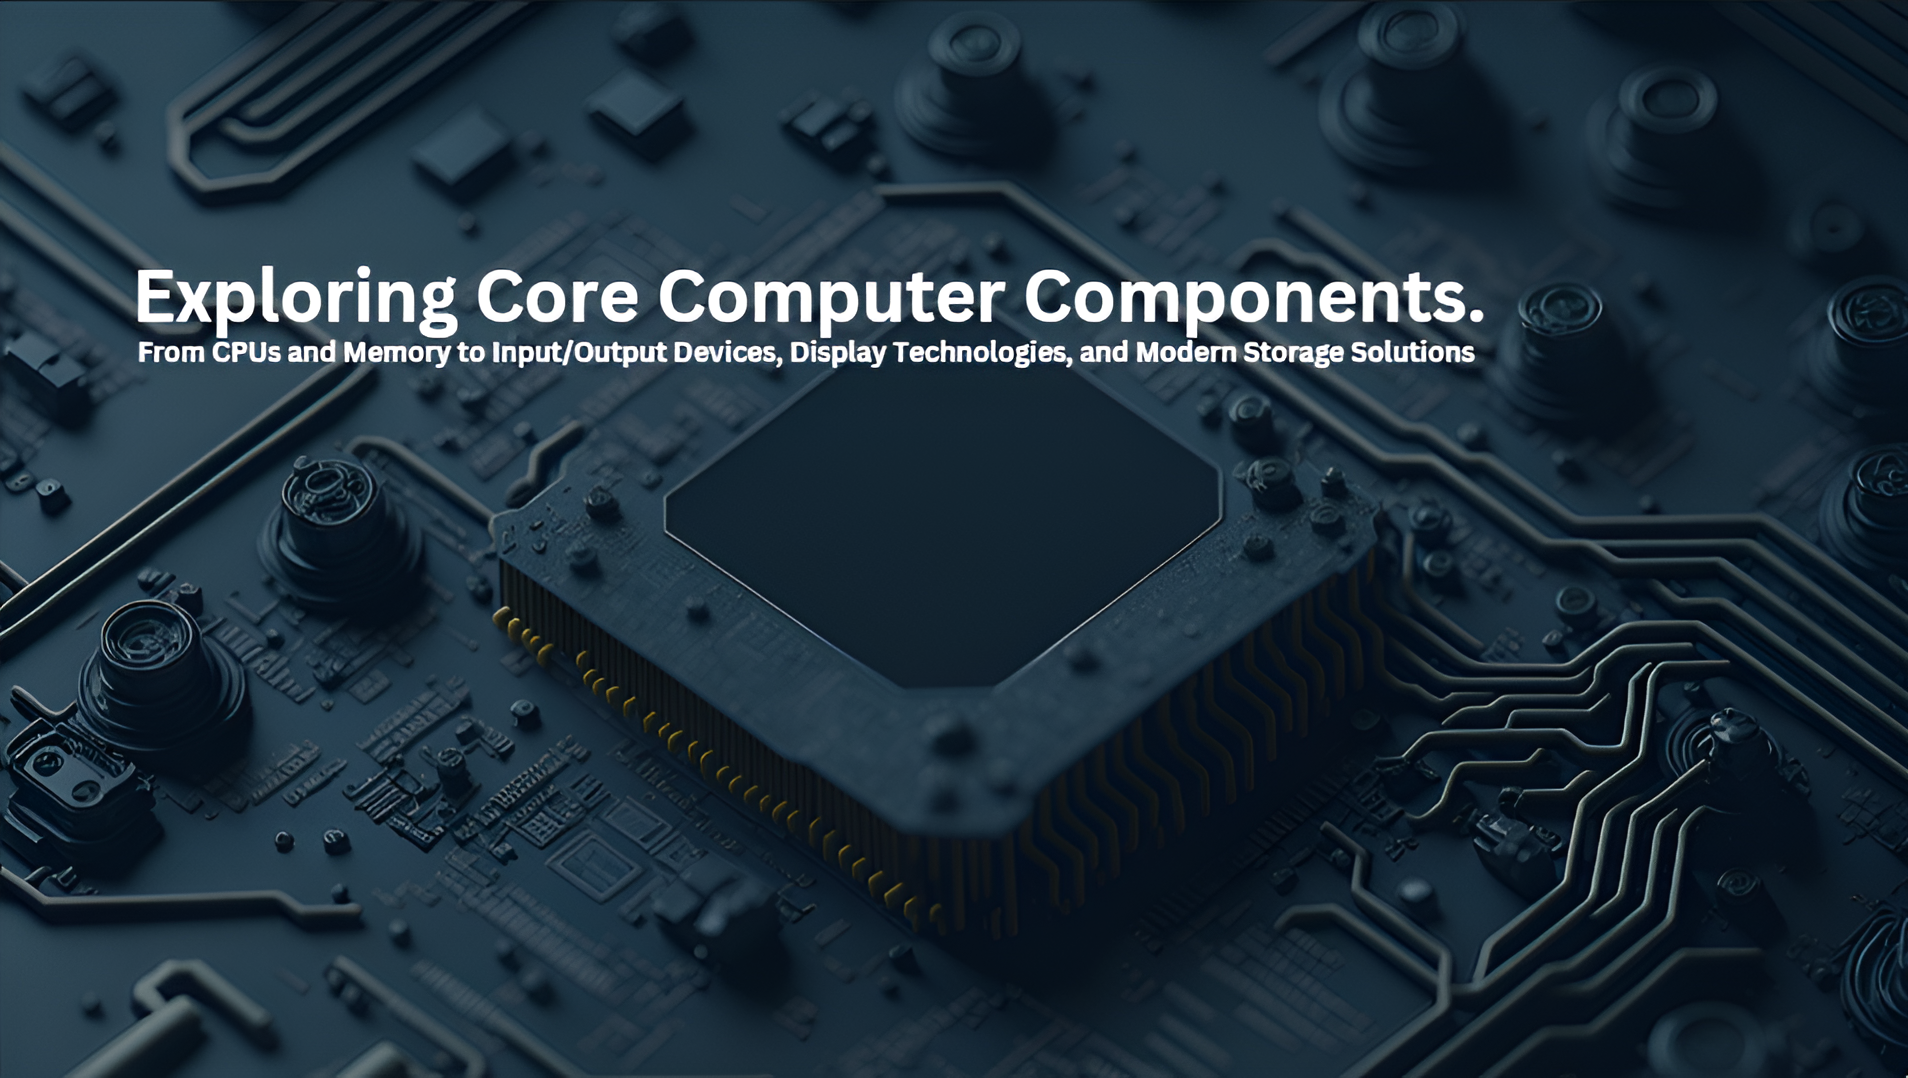 Exploring Core Computer Components.
From CPUs and Memory to Input/Output Devices, Display Technologies, and Modern Storage Solutions